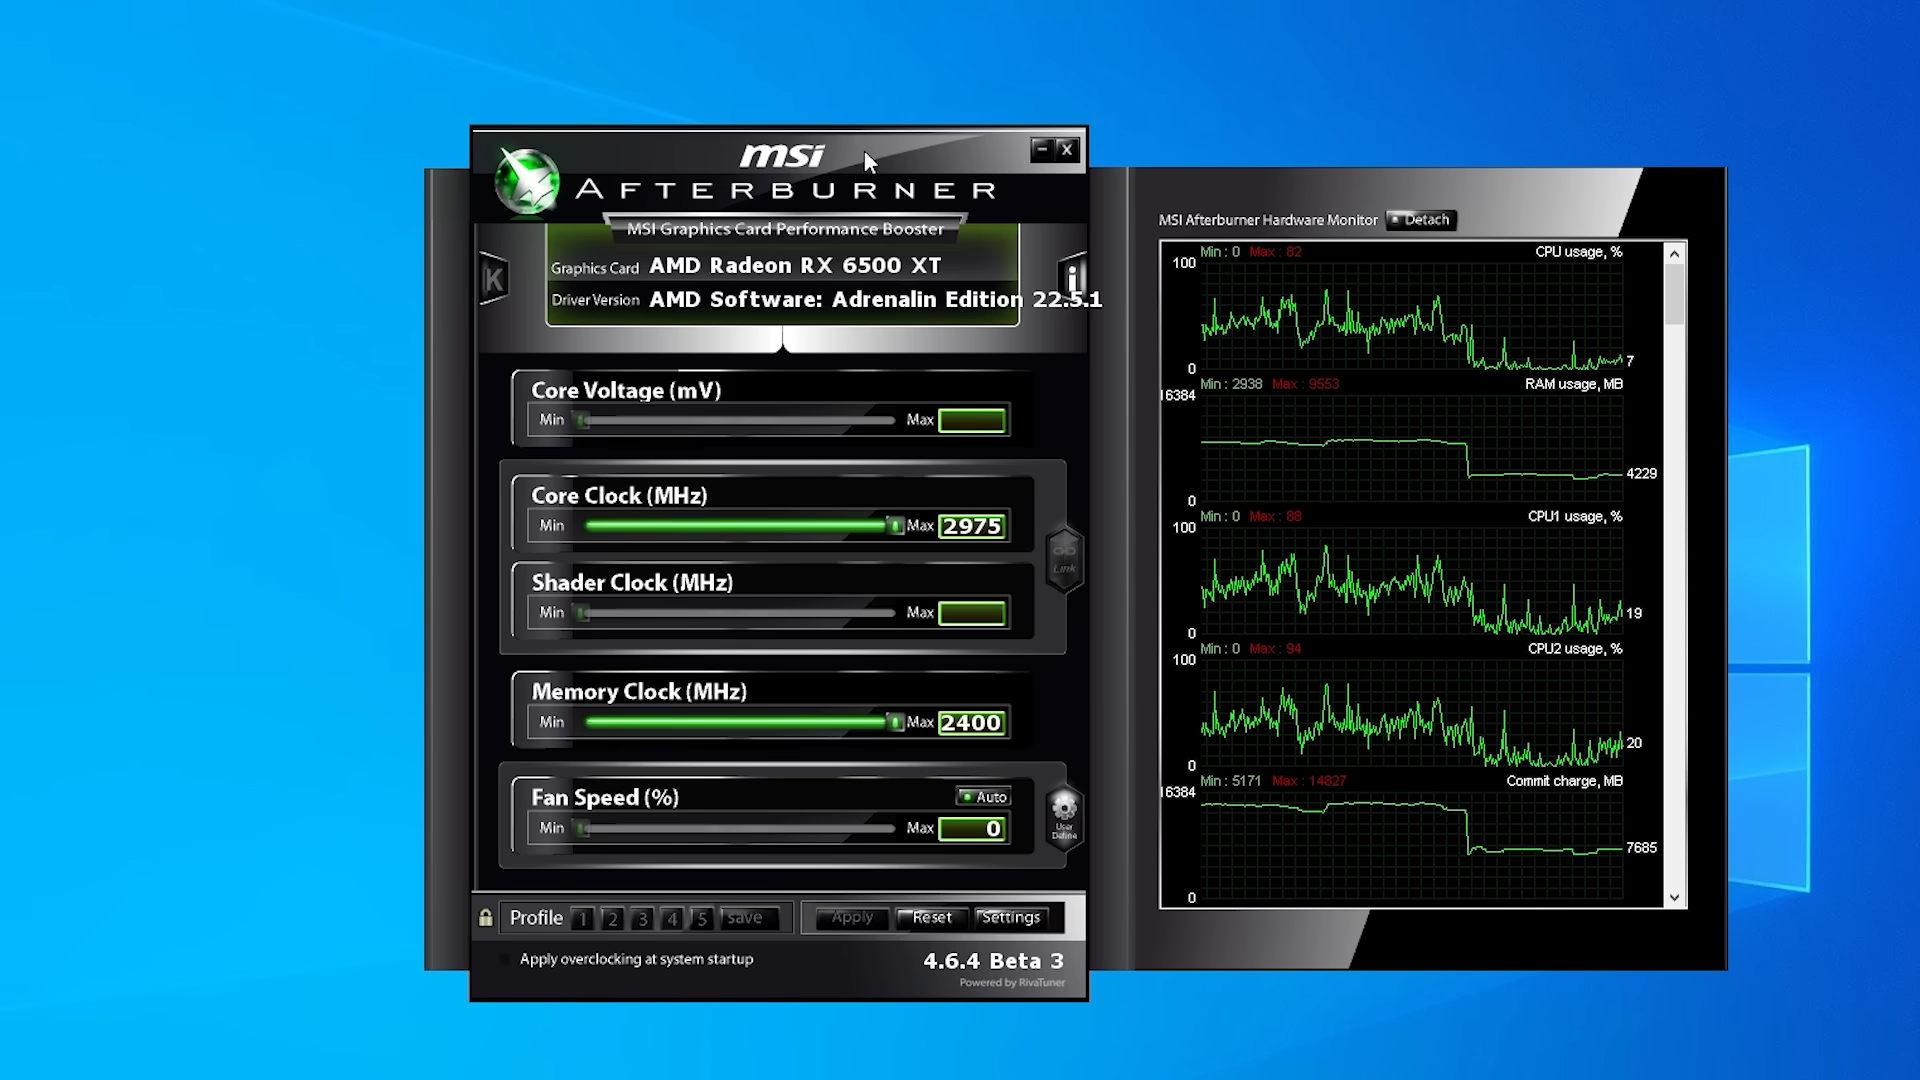 msi
AFTERBURNER
MSI Graphics Card Performance Booster
K
i
Graphics Card AMD Radeon RX 6500 XT
Driver Version AMD Software: Adrenalin Edition 22.5.1
Core Voltage (mV)
Min Max
Core Clock (MHz)
Min Max 2975
Link
Shader Clock (MHz)
Min Max
Memory Clock (MHz)
Min Max 2400
Fan Speed (%) Auto
Min Max 0
User Define
Profile 1 2 3 4 5 save Apply Reset Settings
Apply overclocking at system startup
4.6.4 Beta 3
Powered by RivaTuner
MSI Afterburner Hardware Monitor Detach
Min : 0 Max : 82 CPU usage, %
100
7
0
Min : 2938 Max : 9553 RAM usage, MB
16384
4229
0
Min : 0 Max : 88 CPU1 usage, %
100
19
0
Min : 0 Max : 94 CPU2 usage, %
100
20
0
Min : 5171 Max : 14827 Commit charge, MB
16384
7685
0